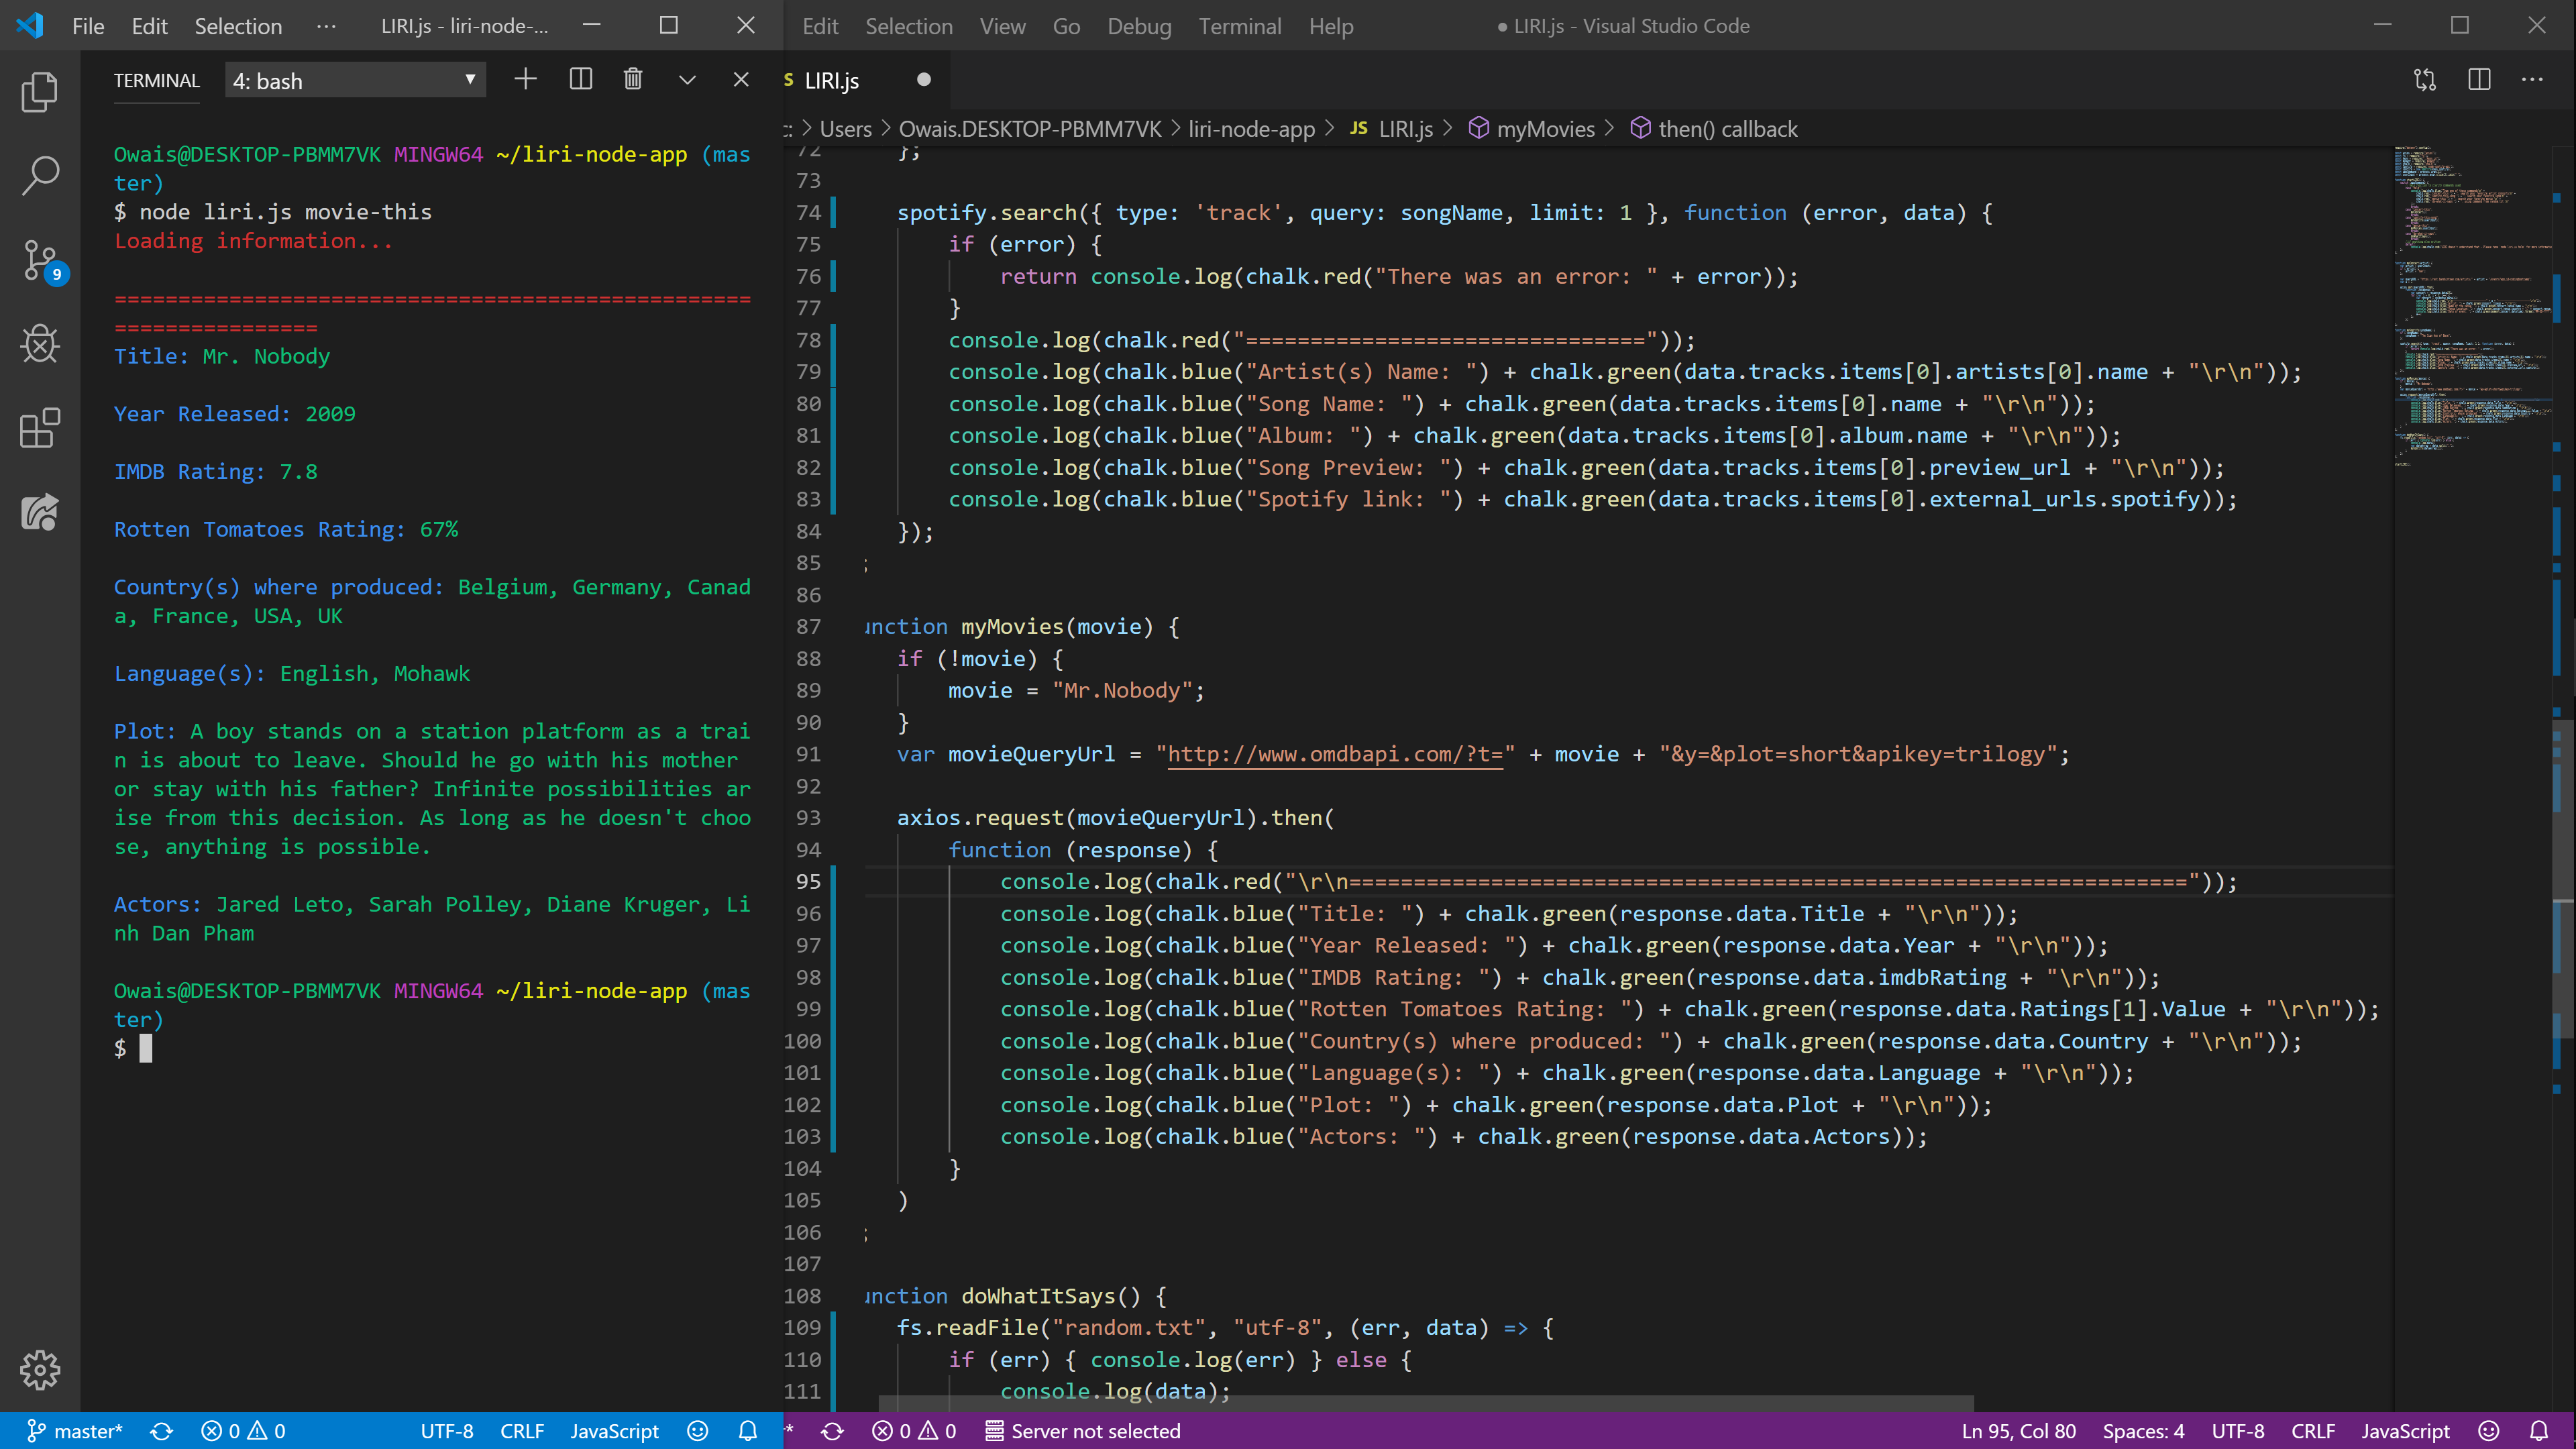 File Edit Selection ··· LIRI.js - liri-node-...
TERMINAL 4: bash
Owais@DESKTOP-PBMM7VK MINGW64 ~/liri-node-app (mas
ter)
$ node liri.js movie-this
Loading information...
==================================================
================
Title: Mr. Nobody
Year Released: 2009
IMDB Rating: 7.8
Rotten Tomatoes Rating: 67%
Country(s) where produced: Belgium, Germany, Canad
a, France, USA, UK
Language(s): English, Mohawk
Plot: A boy stands on a station platform as a trai
n is about to leave. Should he go with his mother
or stay with his father? Infinite possibilities ar
ise from this decision. As long as he doesn't choo
se, anything is possible.
Actors: Jared Leto, Sarah Polley, Diane Kruger, Li
nh Dan Pham
Owais@DESKTOP-PBMM7VK MINGW64 ~/liri-node-app (mas
ter)
$
9
master* 0 0 UTF-8 CRLF JavaScript
Edit Selection View Go Debug Terminal Help ● LIRI.js - Visual Studio Code
S LIRI.js
c: > Users > Owais.DESKTOP-PBMM7VK > liri-node-app > JS LIRI.js > myMovies > then() callback
72 };
73
74 spotify.search({ type: 'track', query: songName, limit: 1 }, function (error, data) {
75 if (error) {
76 return console.log(chalk.red("There was an error: " + error));
77 }
78 console.log(chalk.red("==============================="));
79 console.log(chalk.blue("Artist(s) Name: ") + chalk.green(data.tracks.items[0].artists[0].name + "\r\n"));
80 console.log(chalk.blue("Song Name: ") + chalk.green(data.tracks.items[0].name + "\r\n"));
81 console.log(chalk.blue("Album: ") + chalk.green(data.tracks.items[0].album.name + "\r\n"));
82 console.log(chalk.blue("Song Preview: ") + chalk.green(data.tracks.items[0].preview_url + "\r\n"));
83 console.log(chalk.blue("Spotify link: ") + chalk.green(data.tracks.items[0].external_urls.spotify));
84 });
85 ;
86
87 unction myMovies(movie) {
88 if (!movie) {
89 movie = "Mr.Nobody";
90 }
91 var movieQueryUrl = "http://www.omdbapi.com/?t=" + movie + "&y=&plot=short&apikey=trilogy";
92
93 axios.request(movieQueryUrl).then(
94 function (response) {
95 console.log(chalk.red("\r\n================================================================="));
96 console.log(chalk.blue("Title: ") + chalk.green(response.data.Title + "\r\n"));
97 console.log(chalk.blue("Year Released: ") + chalk.green(response.data.Year + "\r\n"));
98 console.log(chalk.blue("IMDB Rating: ") + chalk.green(response.data.imdbRating + "\r\n"));
99 console.log(chalk.blue("Rotten Tomatoes Rating: ") + chalk.green(response.data.Ratings[1].Value + "\r\n"));
100 console.log(chalk.blue("Country(s) where produced: ") + chalk.green(response.data.Country + "\r\n"));
101 console.log(chalk.blue("Language(s): ") + chalk.green(response.data.Language + "\r\n"));
102 console.log(chalk.blue("Plot: ") + chalk.green(response.data.Plot + "\r\n"));
103 console.log(chalk.blue("Actors: ") + chalk.green(response.data.Actors));
104 }
105 )
106 ;
107
108 unction doWhatItSays() {
109 fs.readFile("random.txt", "utf-8", (err, data) => {
110 if (err) { console.log(err) } else {
111 console.log(data);
* 0 0 Server not selected Ln 95, Col 80 Spaces: 4 UTF-8 CRLF JavaScript